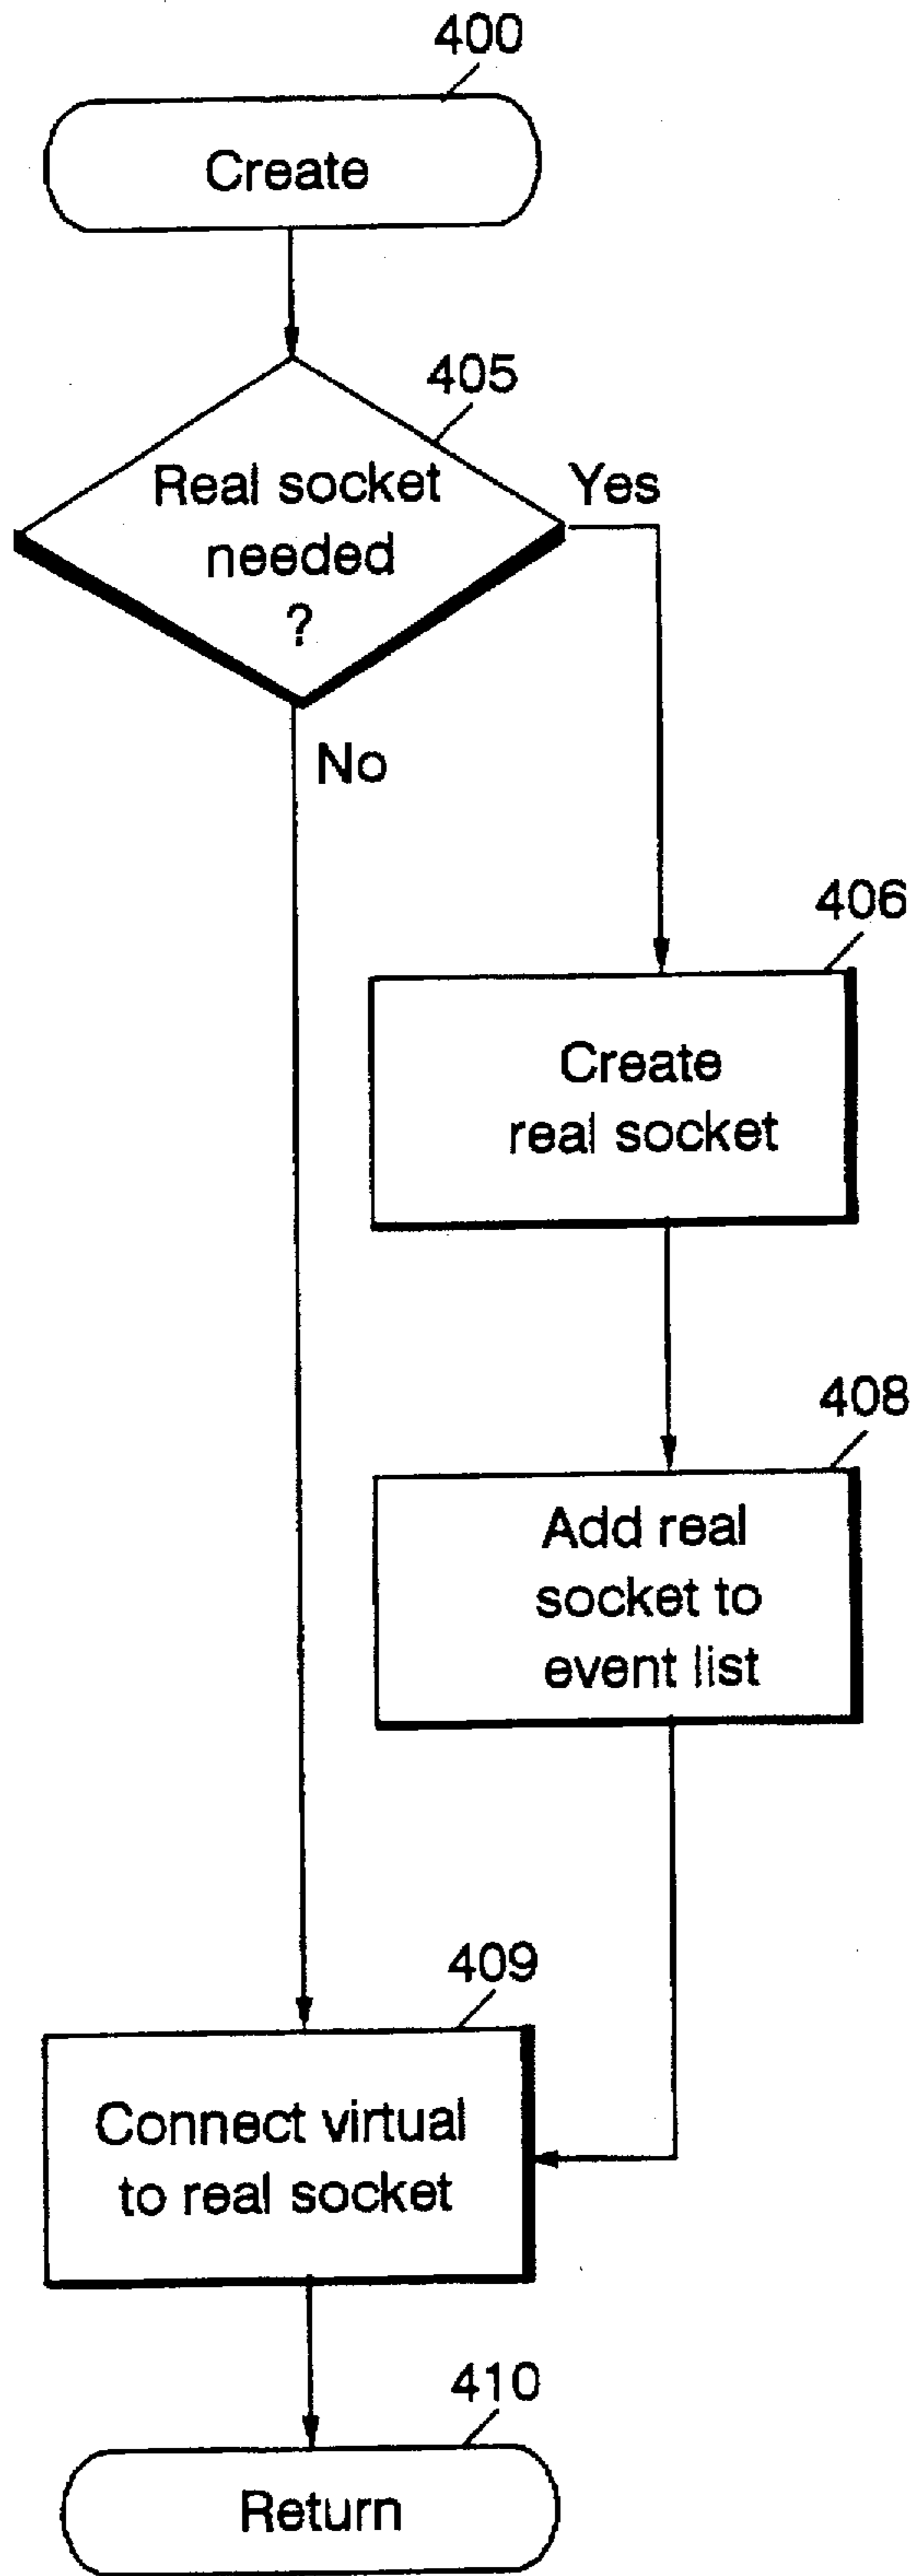 400
Create
405
Real socket
needed
?
Yes
No
406
Create
real socket
408
Add real
socket to
event list
409
Connect virtual
to real socket
410
Return